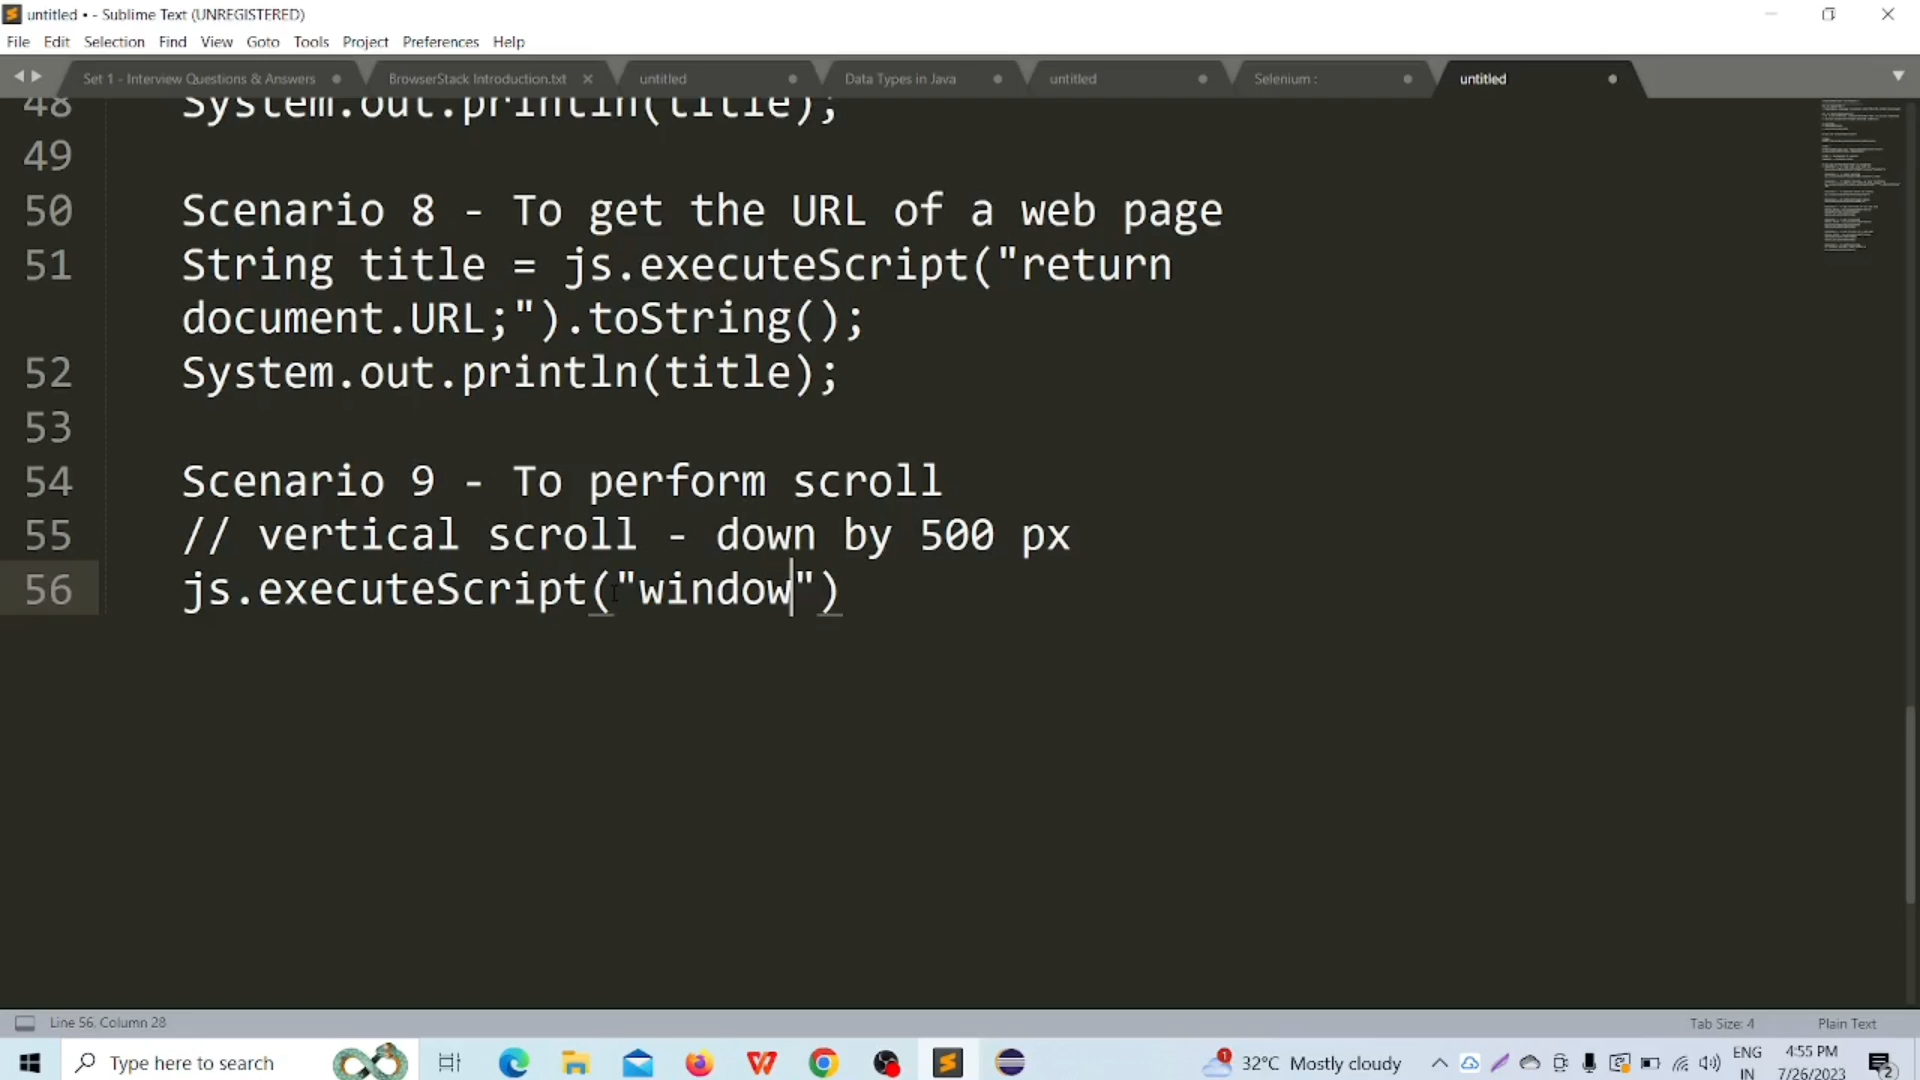 untitled • - Sublime Text (UNREGISTERED)
File Edit Selection Find View Goto Tools Project Preferences Help
Set 1 - Interview Questions & Answers BrowserStack Introduction.txt untitled Data Types in Java untitled Selenium : untitled
48 System.out.println(title);
49
50 Scenario 8 - To get the URL of a web page
51 String title = js.executeScript("return
document.URL;").toString();
52 System.out.println(title);
53
54 Scenario 9 - To perform scroll
55 // vertical scroll - down by 500 px
56 js.executeScript("window")
Line 56, Column 28 Tab Size: 4 Plain Text
Type here to search 1 32°C Mostly cloudy ENG IN 4:55 PM 7/26/2023 2